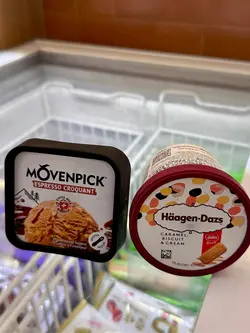 MÖVENPICK
ESPRESSO CROQUANT
Häagen-Dazs
CARAMEL
BISCUIT
& CREAM